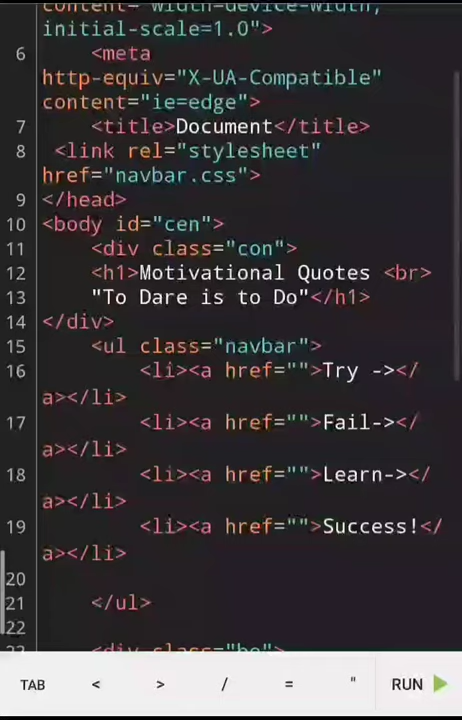 content="width=device-width,
initial-scale=1.0">
6 <meta
http-equiv="X-UA-Compatible"
content="ie=edge">
7 <title>Document</title>
8 <link rel="stylesheet"
href="navbar.css">
9 </head>
10 <body id="cen">
11 <div class="con">
12 <h1>Motivational Quotes <br>
13 "To Dare is to Do"</h1>
14 </div>
15 <ul class="navbar">
16 <li><a href="">Try -></
a></li>
17 <li><a href="">Fail-></
a></li>
18 <li><a href="">Learn-></
a></li>
19 <li><a href="">Success!</
a></li>
20
21 </ul>
22
23 <div class="bo">
TAB < > / = " RUN